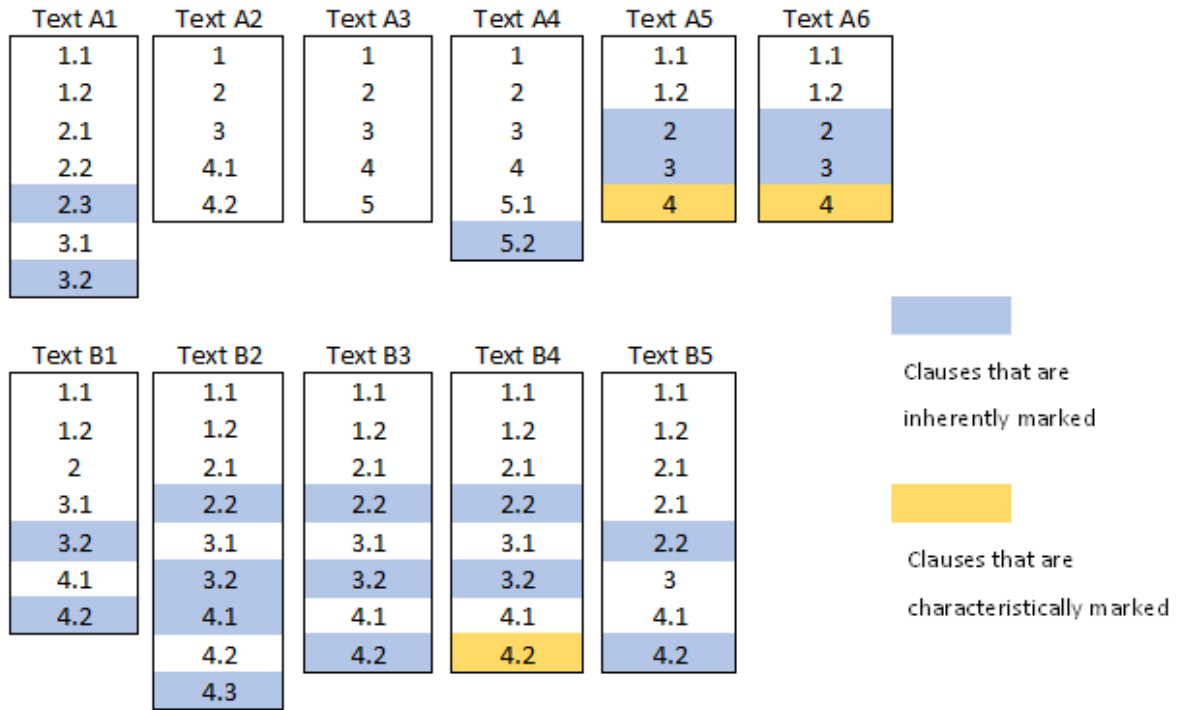 Text A1 Text A2 Text A3 Text A4 Text A5 Text A6
1.1 1 1 1 1.1 1.1
1.2 2 2 2 1.2 1.2
2.1 3 3 3 2 2
2.2 4.1 4 4 3 3
2.3 4.2 5 5.1 4 4
3.1 5.2
3.2
Text B1 Text B2 Text B3 Text B4 Text B5
1.1 1.1 1.1 1.1 1.1
1.2 1.2 1.2 1.2 1.2
2 2.1 2.1 2.1 2.1
3.1 2.2 2.2 2.2 2.1
3.2 3.1 3.1 3.1 2.2
4.1 3.2 3.2 3.2 3
4.2 4.1 4.1 4.1 4.1
4.2 4.2 4.2 4.2
4.3
Clauses that are
inherently marked
Clauses that are
characteristically marked